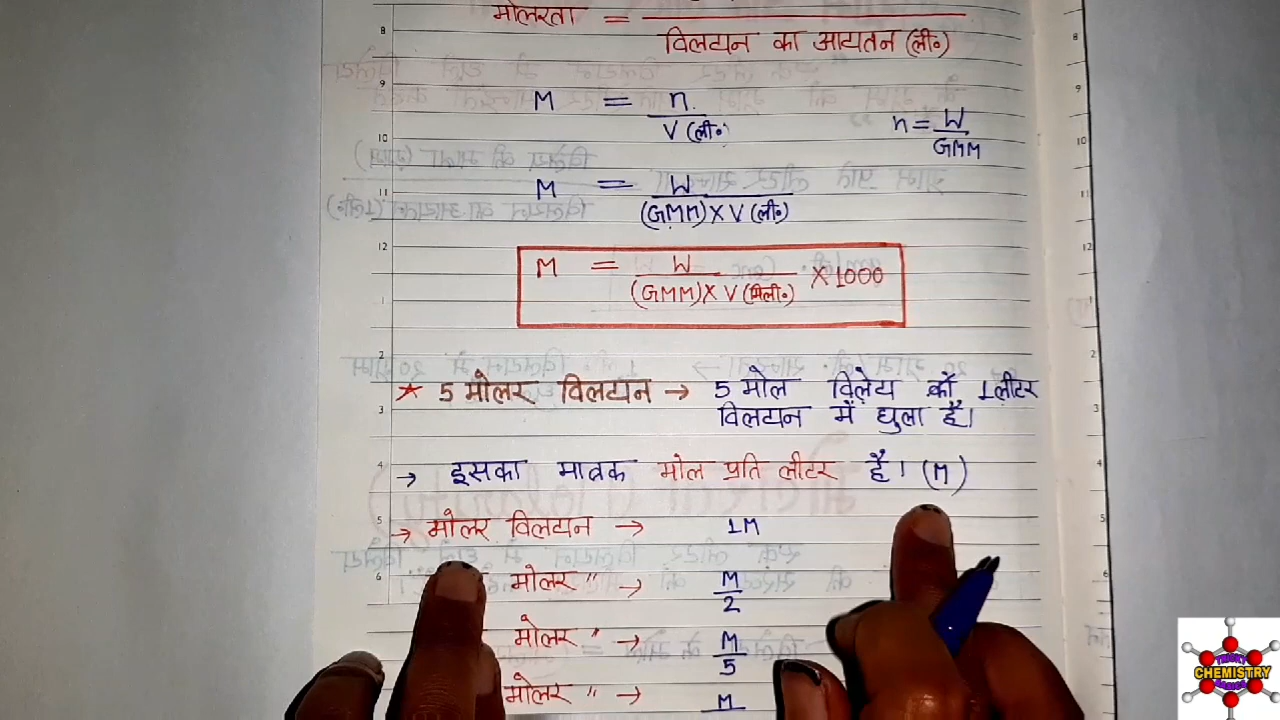 मोलरता = 
विलयन का आयतन (ली०)
M = n / V (ली०)
n = W / GMM
M = W / (GMM) X V (ली०)
M = W / (GMM) X V (मिली०) X 1000
★ 5 मोलर विलयन → 5 मोल विलेय की 1 लीटर
विलयन में घुला है।
→ इसका मात्रक मोल प्रति लीटर है। (M)
→ मोलर विलयन → 1M
मोलर " → M/2
मोलर " → M/5
मोलर " → M
TRICKY
CHEMISTRY